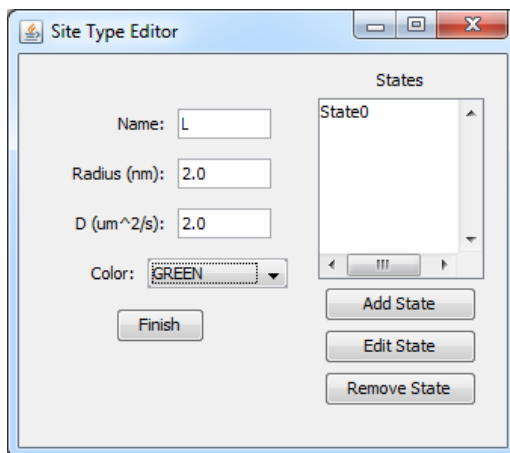 Site Type Editor
States
State0
Name: L
Radius (nm): 2.0
D (um^2/s): 2.0
Color: GREEN
Finish
Add State
Edit State
Remove State